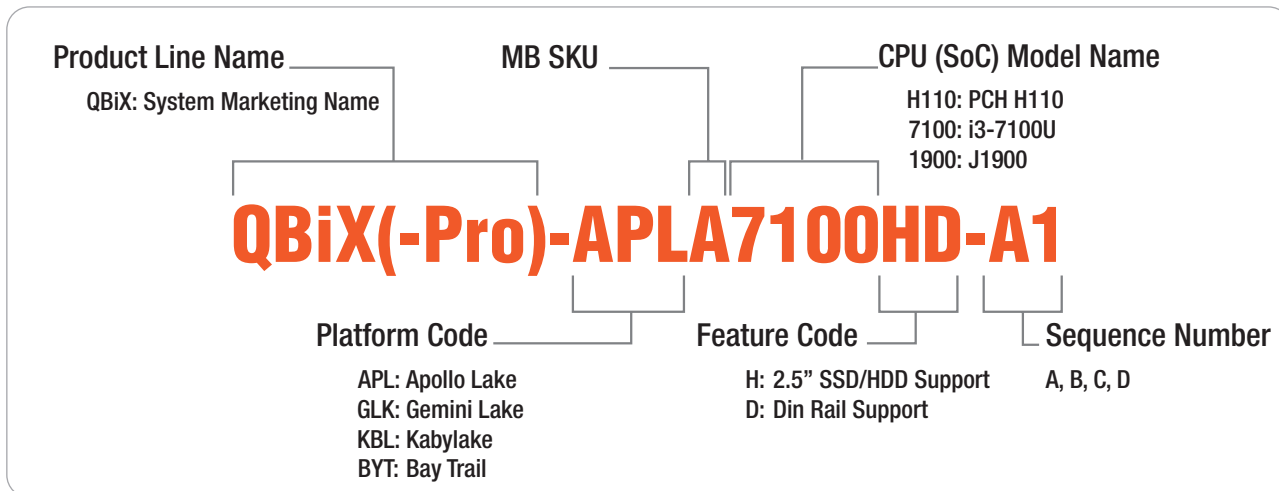 Product Line Name
QBiX: System Marketing Name
MB SKU
CPU (SoC) Model Name
H110: PCH H110
7100: i3-7100U
1900: J1900
QBiX(-Pro)-APLA7100HD-A1
Platform Code
APL: Apollo Lake
GLK: Gemini Lake
KBL: Kabylake
BYT: Bay Trail
Feature Code
H: 2.5” SSD/HDD Support
D: Din Rail Support
Sequence Number
A, B, C, D